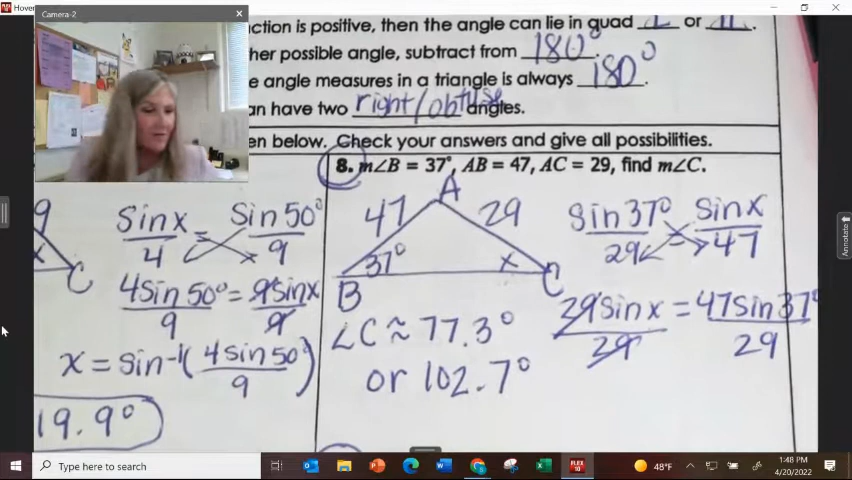 Hover
Camera-2
ction is positive, then the angle can lie in quad I or II.
her possible angle, subtract from 180°.
e angle measures in a triangle is always 180°.
an have two right/obtuse angles.
en below. Check your answers and give all possibilities.
8. m∠B = 37°, AB = 47, AC = 29, find m∠C.
9
x
C
Sin x / 4 = Sin 50° / 9
4 sin 50° / 9 = 9 sin x / 9
x = sin⁻¹(4 sin 50° / 9)
19.9°
A
47
29
37°
x
B
C
∠C ≈ 77.3°
or 102.7°
Sin 37° / 29 = Sin x / 47
29 sin x / 29 = 47 sin 37° / 29
Annotate
Type here to search
FLEX 10
48°F
1:48 PM
4/20/2022